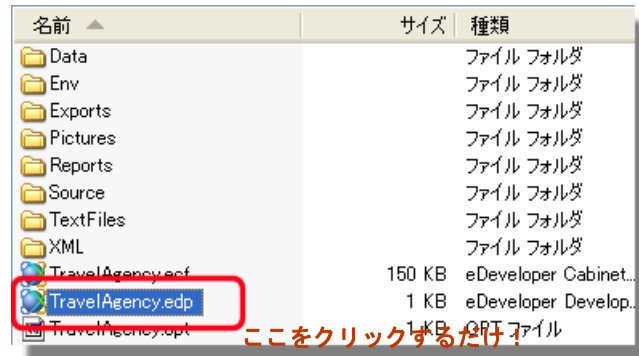 名前 サイズ 種類
Data ファイル フォルダ
Env ファイル フォルダ
Exports ファイル フォルダ
Pictures ファイル フォルダ
Reports ファイル フォルダ
Source ファイル フォルダ
TextFiles ファイル フォルダ
XML ファイル フォルダ
TravelAgency.ecf 150 KB eDeveloper Cabinet...
TravelAgency.edp 1 KB eDeveloper Develop...
TravelAgency.opt 1 KB OPT ファイル
ここをクリックするだけ！